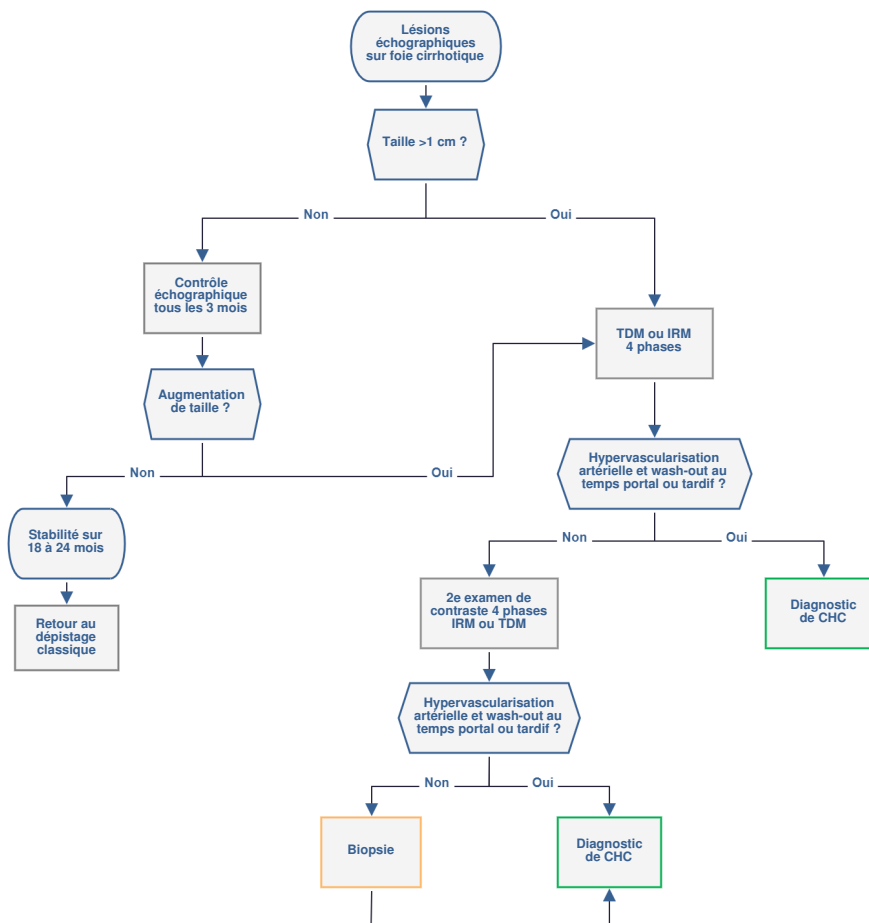 Lésions
échographiques
sur foie cirrhotique
Taille >1 cm ?
Non
Oui
Contrôle
échographique
tous les 3 mois
TDM ou IRM
4 phases
Augmentation
de taille ?
Non
Oui
Hypervascularisation
artérielle et wash-out au
temps portal ou tardif ?
Stabilité sur
18 à 24 mois
Non
Oui
Retour au
dépistage
classique
2e examen de
contraste 4 phases
IRM ou TDM
Diagnostic
de CHC
Hypervascularisation
artérielle et wash-out au
temps portal ou tardif ?
Non
Oui
Biopsie
Diagnostic
de CHC